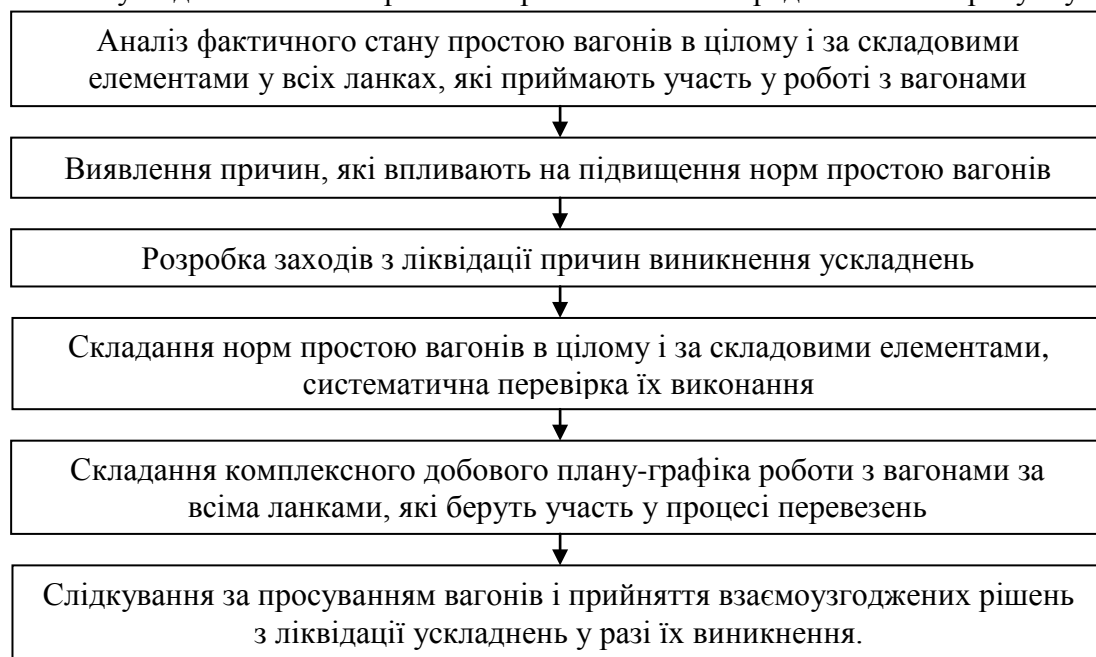 Аналіз фактичного стану простою вагонів в цілому і за складовими
елементами у всіх ланках, які приймають участь у роботі з вагонами
Виявлення причин, які впливають на підвищення норм простою вагонів
Розробка заходів з ліквідації причин виникнення ускладнень
Складання норм простою вагонів в цілому і за складовими елементами,
систематична перевірка їх виконання
Складання комплексного добового плану-графіка роботи з вагонами за
всіма ланками, які беруть участь у процесі перевезень
Слідкування за просуванням вагонів і прийняття взаємоузгоджених рішень
з ліквідації ускладнень у разі їх виникнення.